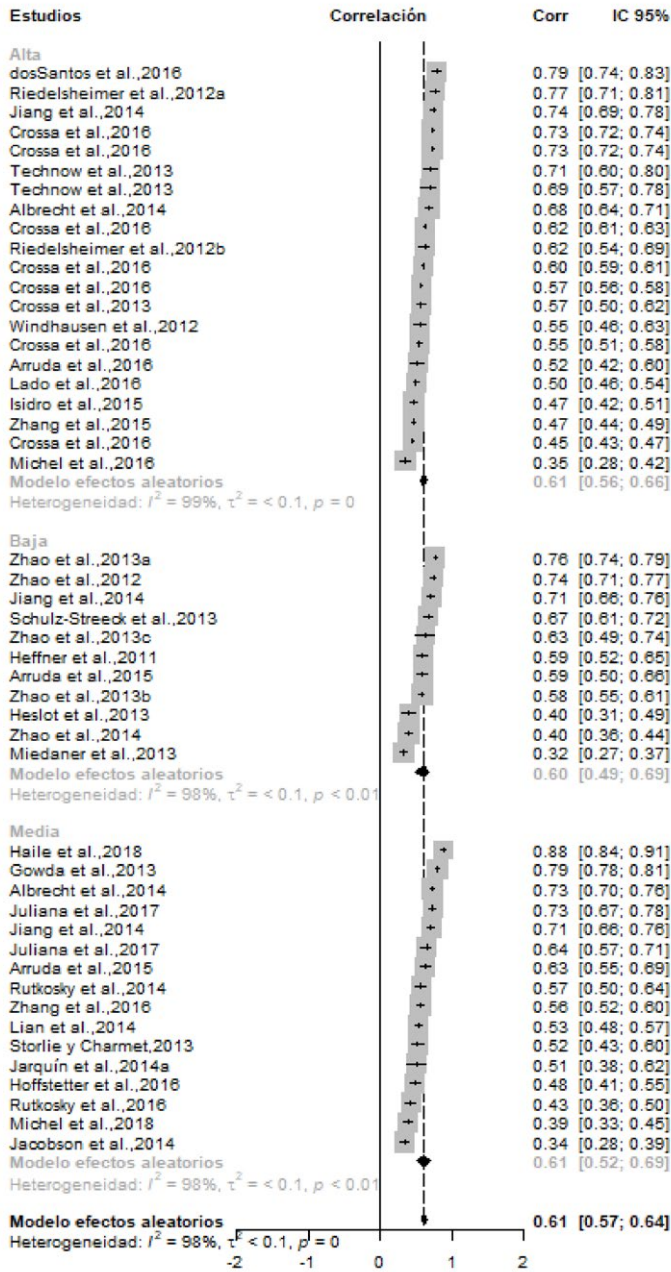 Estudios Correlación Corr IC 95%
Alta
dosSantos et al.,2016 0.79 [0.74; 0.83]
Riedelsheimer et al.,2012a 0.77 [0.71; 0.81]
Jiang et al.,2014 0.74 [0.69; 0.78]
Crossa et al.,2016 0.73 [0.72; 0.74]
Crossa et al.,2016 0.73 [0.72; 0.74]
Technow et al.,2013 0.71 [0.60; 0.80]
Technow et al.,2013 0.69 [0.57; 0.78]
Albrecht et al.,2014 0.68 [0.64; 0.71]
Crossa et al.,2016 0.62 [0.61; 0.63]
Riedelsheimer et al.,2012b 0.62 [0.54; 0.69]
Crossa et al.,2016 0.60 [0.59; 0.61]
Crossa et al.,2016 0.57 [0.56; 0.58]
Crossa et al.,2013 0.57 [0.50; 0.62]
Windhausen et al.,2012 0.55 [0.46; 0.63]
Crossa et al.,2016 0.55 [0.51; 0.58]
Arruda et al.,2016 0.52 [0.42; 0.60]
Lado et al.,2016 0.50 [0.46; 0.54]
Isidro et al.,2015 0.47 [0.42; 0.51]
Zhang et al.,2015 0.47 [0.44; 0.49]
Crossa et al.,2016 0.45 [0.43; 0.47]
Michel et al.,2016 0.35 [0.28; 0.42]
Modelo efectos aleatorios 0.61 [0.56; 0.66]
Heterogeneidad: I² = 99%, τ² = < 0.1, p = 0
Baja
Zhao et al.,2013a 0.76 [0.74; 0.79]
Zhao et al.,2012 0.74 [0.71; 0.77]
Jiang et al.,2014 0.71 [0.66; 0.76]
Schulz-Streeck et al.,2013 0.67 [0.61; 0.72]
Zhao et al.,2013c 0.63 [0.49; 0.74]
Heffner et al.,2011 0.59 [0.52; 0.65]
Arruda et al.,2015 0.59 [0.50; 0.66]
Zhao et al.,2013b 0.58 [0.55; 0.61]
Heslot et al.,2013 0.40 [0.31; 0.49]
Zhao et al.,2014 0.40 [0.36; 0.44]
Miedaner et al.,2013 0.32 [0.27; 0.37]
Modelo efectos aleatorios 0.60 [0.49; 0.69]
Heterogeneidad: I² = 98%, τ² = < 0.1, p < 0.01
Media
Haile et al.,2018 0.88 [0.84; 0.91]
Gowda et al.,2013 0.79 [0.78; 0.81]
Albrecht et al.,2014 0.73 [0.70; 0.76]
Juliana et al.,2017 0.73 [0.67; 0.78]
Jiang et al.,2014 0.71 [0.66; 0.76]
Juliana et al.,2017 0.64 [0.57; 0.71]
Arruda et al.,2015 0.63 [0.55; 0.69]
Rutkosky et al.,2014 0.57 [0.50; 0.64]
Zhang et al.,2016 0.56 [0.52; 0.60]
Lian et al.,2014 0.53 [0.48; 0.57]
Storlie y Charmet,2013 0.52 [0.43; 0.60]
Jarquín et al.,2014a 0.51 [0.38; 0.62]
Hoffstetter et al.,2016 0.48 [0.41; 0.55]
Rutkosky et al.,2016 0.43 [0.36; 0.50]
Michel et al.,2018 0.39 [0.33; 0.45]
Jacobson et al.,2014 0.34 [0.28; 0.39]
Modelo efectos aleatorios 0.61 [0.52; 0.69]
Heterogeneidad: I² = 98%, τ² = < 0.1, p < 0.01
Modelo efectos aleatorios 0.61 [0.57; 0.64]
Heterogeneidad: I² = 98%, τ² < 0.1, p = 0
-2 -1 0 1 2